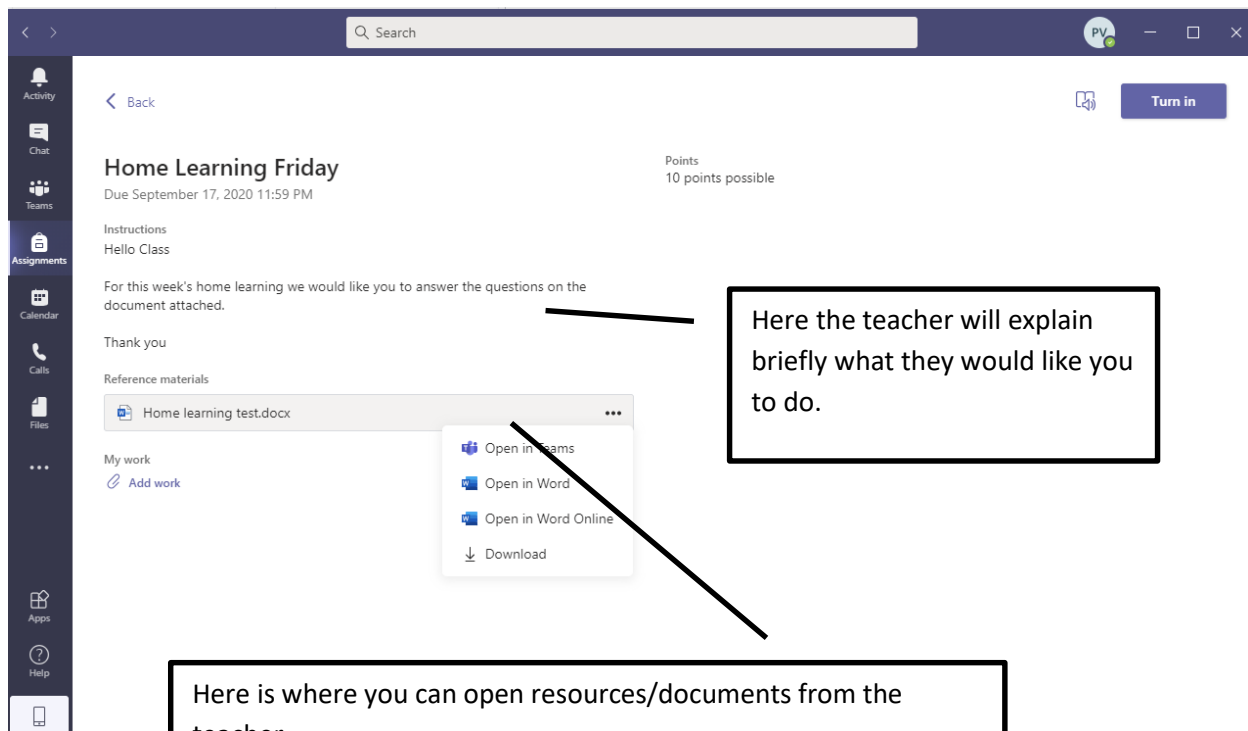 Search
PV
Activity
Chat
Teams
Assignments
Calendar
Calls
Files
Apps
Help
Back
Turn in
Home Learning Friday
Due September 17, 2020 11:59 PM
Points
10 points possible
Instructions
Hello Class
For this week's home learning we would like you to answer the questions on the
document attached.
Thank you
Reference materials
Home learning test.docx
My work
Add work
Open in Teams
Open in Word
Open in Word Online
Download
Here the teacher will explain
briefly what they would like you
to do.
Here is where you can open resources/documents from the
teacher